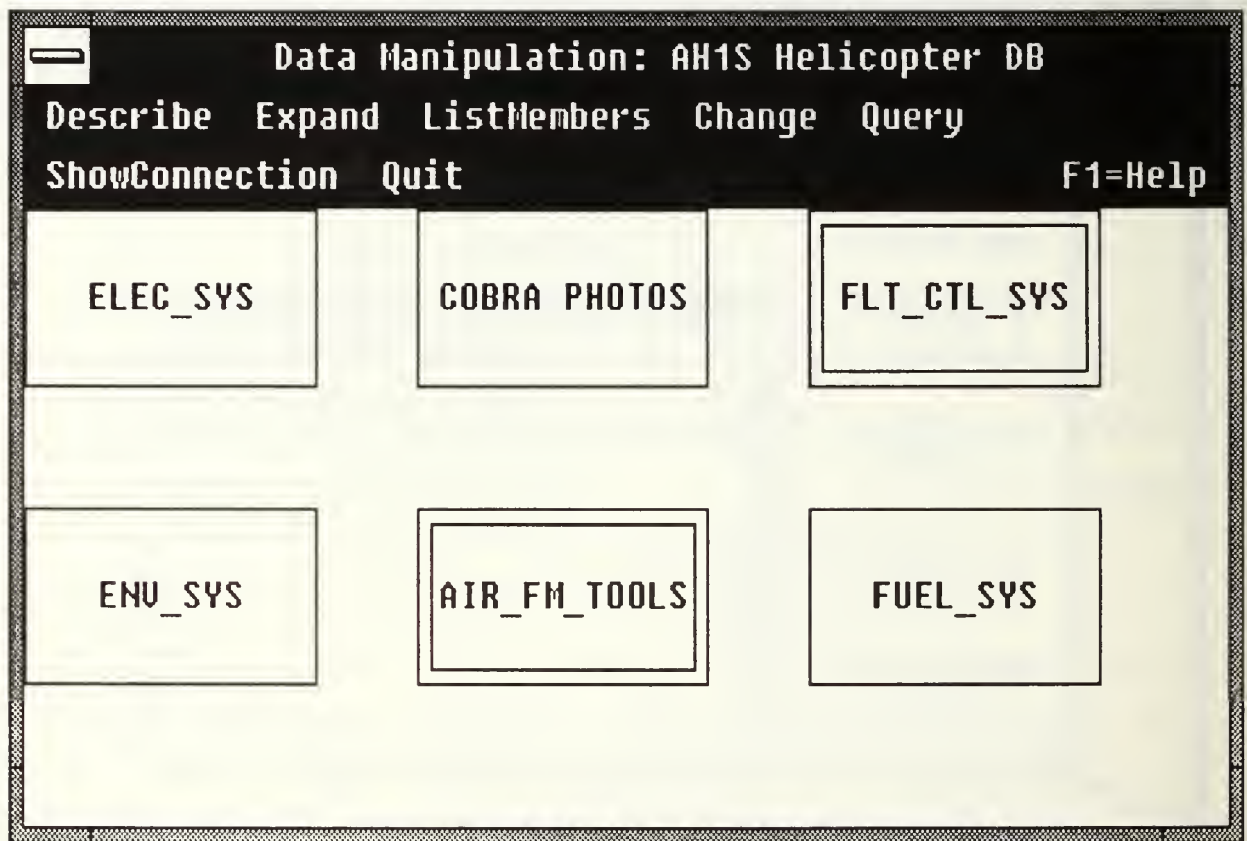 Data Manipulation: AH1S Helicopter DB
Describe Expand ListMembers Change Query
ShowConnection Quit F1=Help
ELEC_SYS COBRA PHOTOS FLT_CTL_SYS
ENV_SYS AIR_FM_TOOLS FUEL_SYS